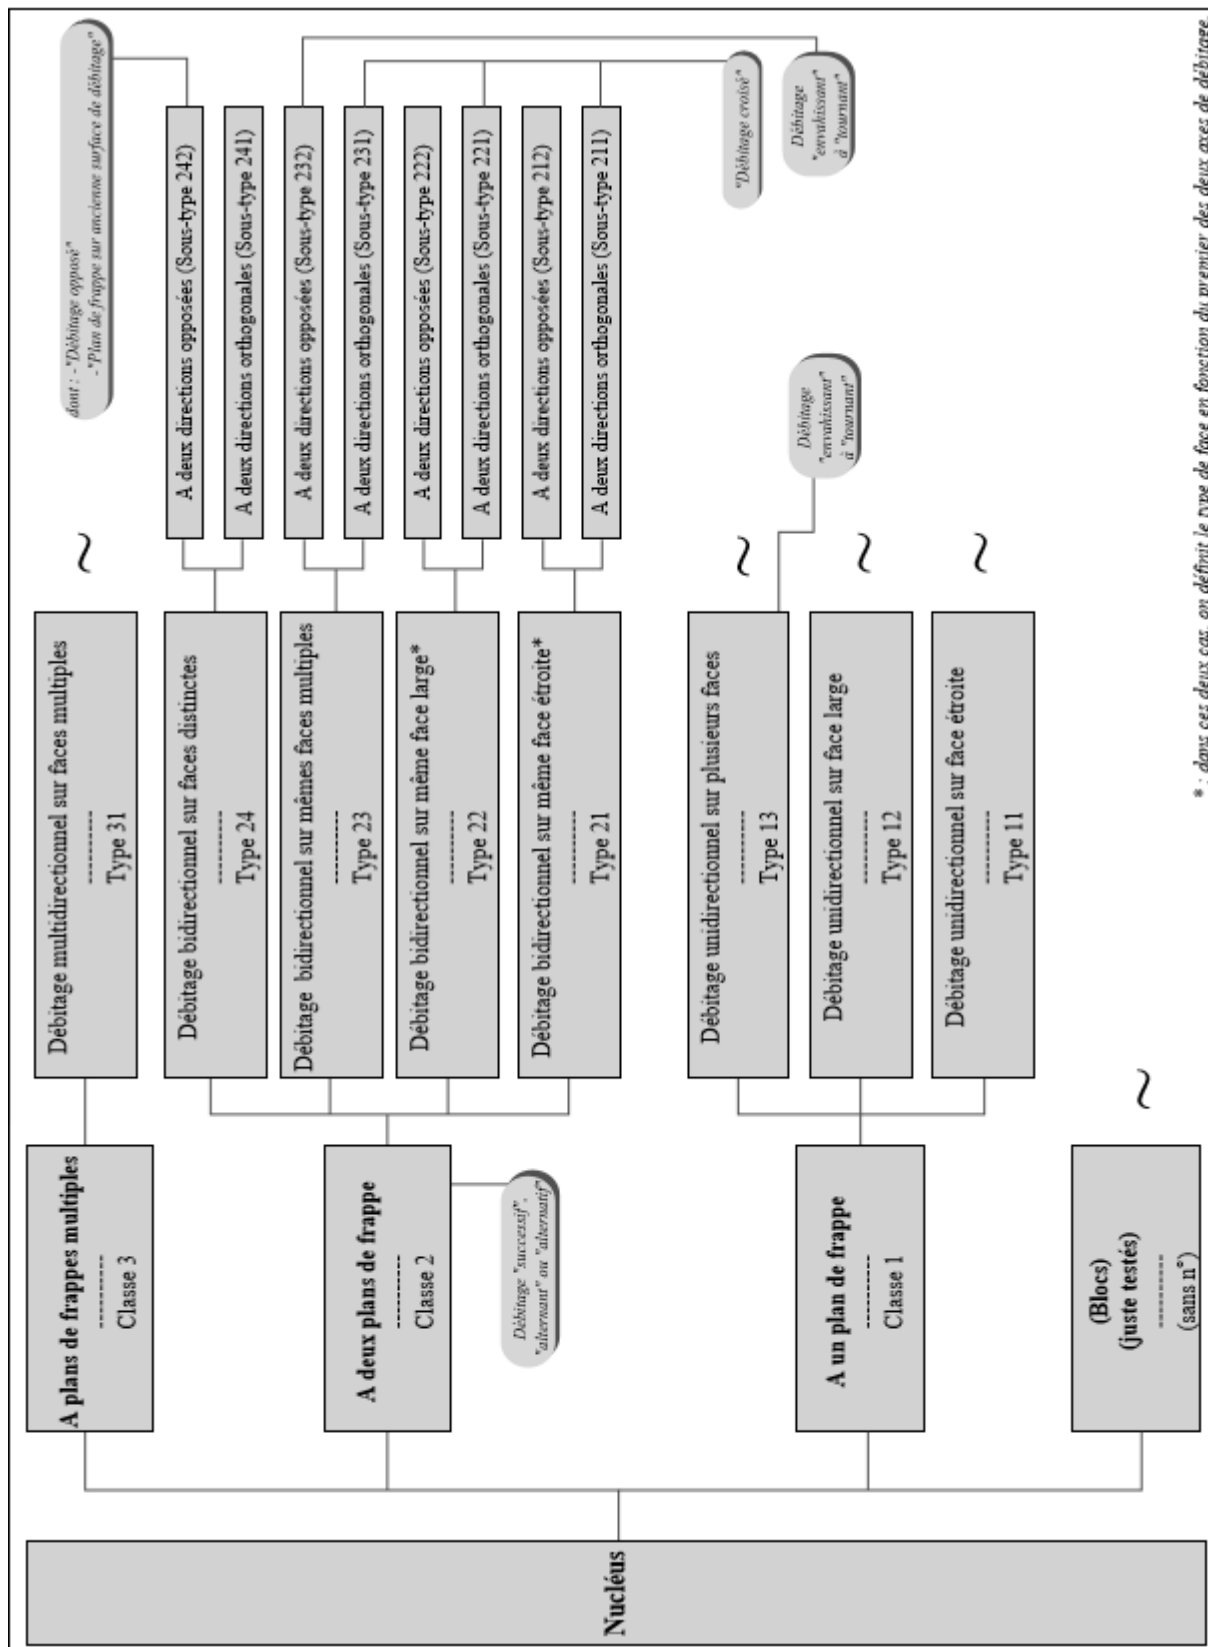 Nucléus
A plans de frappes multiples
----------
Classe 3
A deux plans de frappe
----------
Classe 2
Débitage "successif",
"alternant" ou "alternatif"
A un plan de frappe
----------
Classe 1
(Blocs)
(juste testés)
----------
(sans n°)
Débitage multidirectionnel sur faces multiples
----------
Type 31
Débitage bidirectionnel sur faces distinctes
----------
Type 24
Débitage bidirectionnel sur mêmes faces multiples
----------
Type 23
Débitage bidirectionnel sur même face large*
----------
Type 22
Débitage bidirectionnel sur même face étroite*
----------
Type 21
Débitage unidirectionnel sur plusieurs faces
----------
Type 13
Débitage unidirectionnel sur face large
----------
Type 12
Débitage unidirectionnel sur face étroite
----------
Type 11
~
~
~
~
~
A deux directions opposées (Sous-type 242)
A deux directions orthogonales (Sous-type 241)
A deux directions opposées (Sous-type 232)
A deux directions orthogonales (Sous-type 231)
A deux directions opposées (Sous-type 222)
A deux directions orthogonales (Sous-type 221)
A deux directions opposées (Sous-type 212)
A deux directions orthogonales (Sous-type 211)
dont : -"Débitage opposé"
-"Plan de frappe sur ancienne surface de débitage"
"Débitage croisé"
Débitage
"envahissant"
à "tournant"
Débitage
"envahissant"
à "tournant"
* : dans ces deux cas, on définit le type de face en fonction du premier des deux axes de débitage.